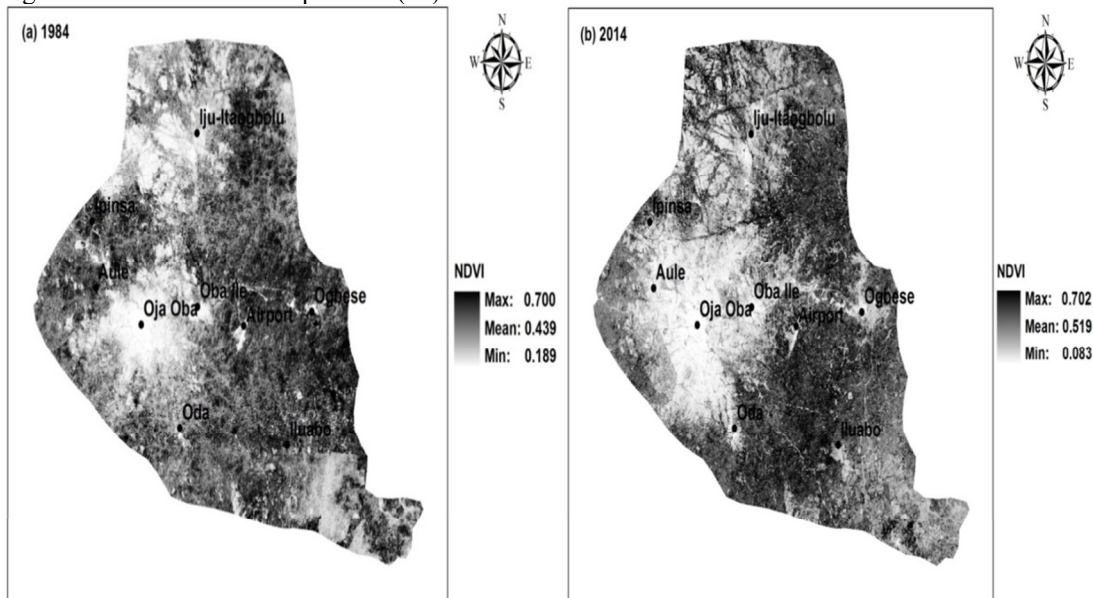 (a) 1984
N
W E
S
Iju-Itaogbolu
Ipinsa
Aule
Oba Ile
Oja Oba
Ogbese
Airport
Oda
Iluabo
NDVI
Max: 0.700
Mean: 0.439
Min: 0.189
(b) 2014
N
W E
S
Iju-Itaogbolu
Ipinsa
Aule
Oba Ile
Oja Oba
Ogbese
Airport
Oda
Iluabo
NDVI
Max: 0.702
Mean: 0.519
Min: 0.083